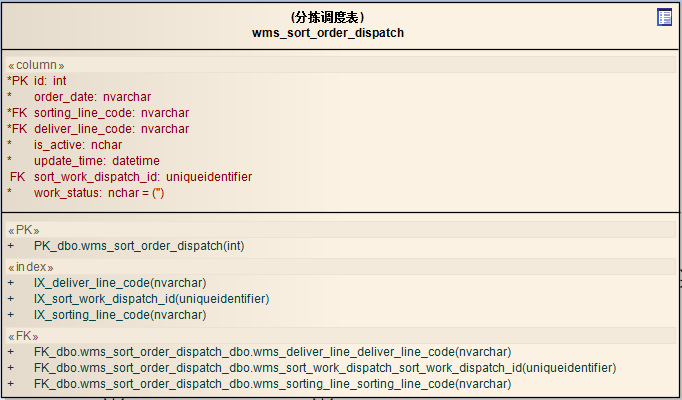 (分拣调度表)
wms_sort_order_dispatch
«column»
*PK id: int
* order_date: nvarchar
*FK sorting_line_code: nvarchar
*FK deliver_line_code: nvarchar
* is_active: nchar
* update_time: datetime
FK sort_work_dispatch_id: uniqueidentifier
* work_status: nchar = ('')
«PK»
+ PK_dbo.wms_sort_order_dispatch(int)
«index»
+ IX_deliver_line_code(nvarchar)
+ IX_sort_work_dispatch_id(uniqueidentifier)
+ IX_sorting_line_code(nvarchar)
«FK»
+ FK_dbo.wms_sort_order_dispatch_dbo.wms_deliver_line_deliver_line_code(nvarchar)
+ FK_dbo.wms_sort_order_dispatch_dbo.wms_sort_work_dispatch_sort_work_dispatch_id(uniqueidentifier)
+ FK_dbo.wms_sort_order_dispatch_dbo.wms_sorting_line_sorting_line_code(nvarchar)